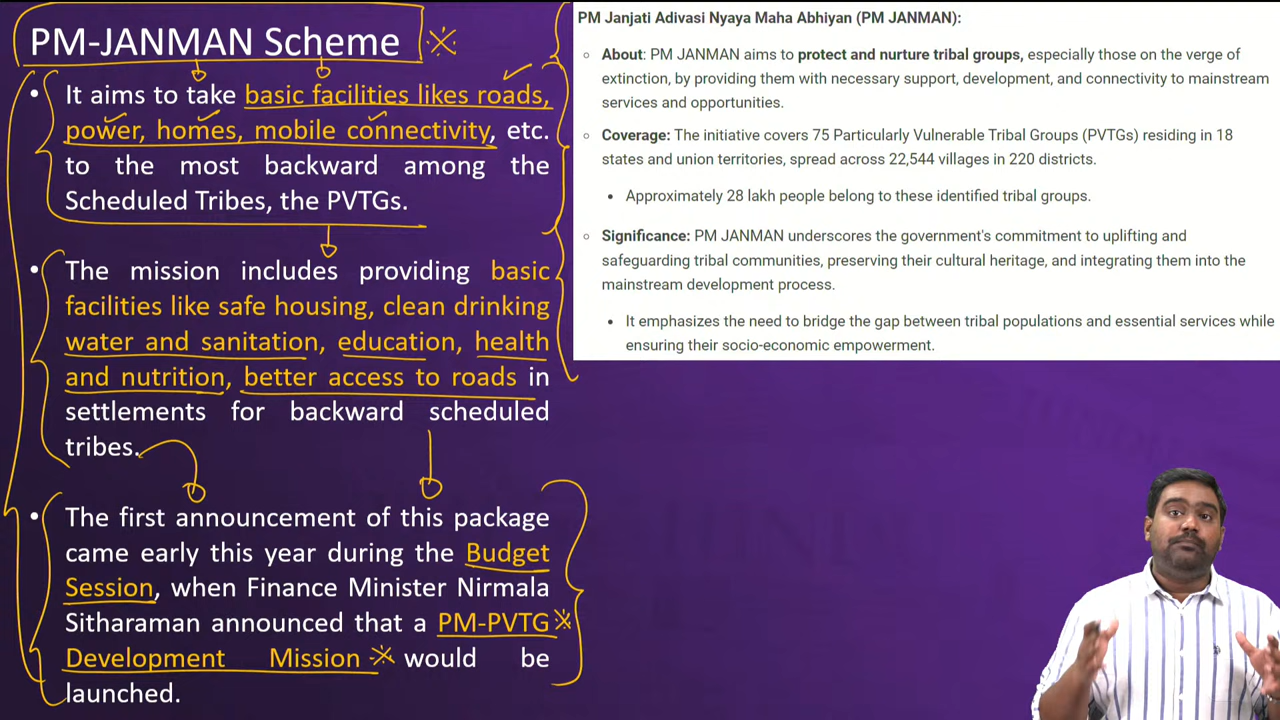 PM-JANMAN Scheme
• It aims to take basic facilities likes roads,
power, homes, mobile connectivity, etc.
to the most backward among the
Scheduled Tribes, the PVTGs.
• The mission includes providing basic
facilities like safe housing, clean drinking
water and sanitation, education, health
and nutrition, better access to roads in
settlements for backward scheduled
tribes.
• The first announcement of this package
came early this year during the Budget
Session, when Finance Minister Nirmala
Sitharaman announced that a PM-PVTG
Development Mission would be
launched.
PM Janjati Adivasi Nyaya Maha Abhiyan (PM JANMAN):
About: PM JANMAN aims to protect and nurture tribal groups, especially those on the verge of
extinction, by providing them with necessary support, development, and connectivity to mainstream
services and opportunities.
Coverage: The initiative covers 75 Particularly Vulnerable Tribal Groups (PVTGs) residing in 18
states and union territories, spread across 22,544 villages in 220 districts.
• Approximately 28 lakh people belong to these identified tribal groups.
Significance: PM JANMAN underscores the government's commitment to uplifting and
safeguarding tribal communities, preserving their cultural heritage, and integrating them into the
mainstream development process.
• It emphasizes the need to bridge the gap between tribal populations and essential services while
ensuring their socio-economic empowerment.